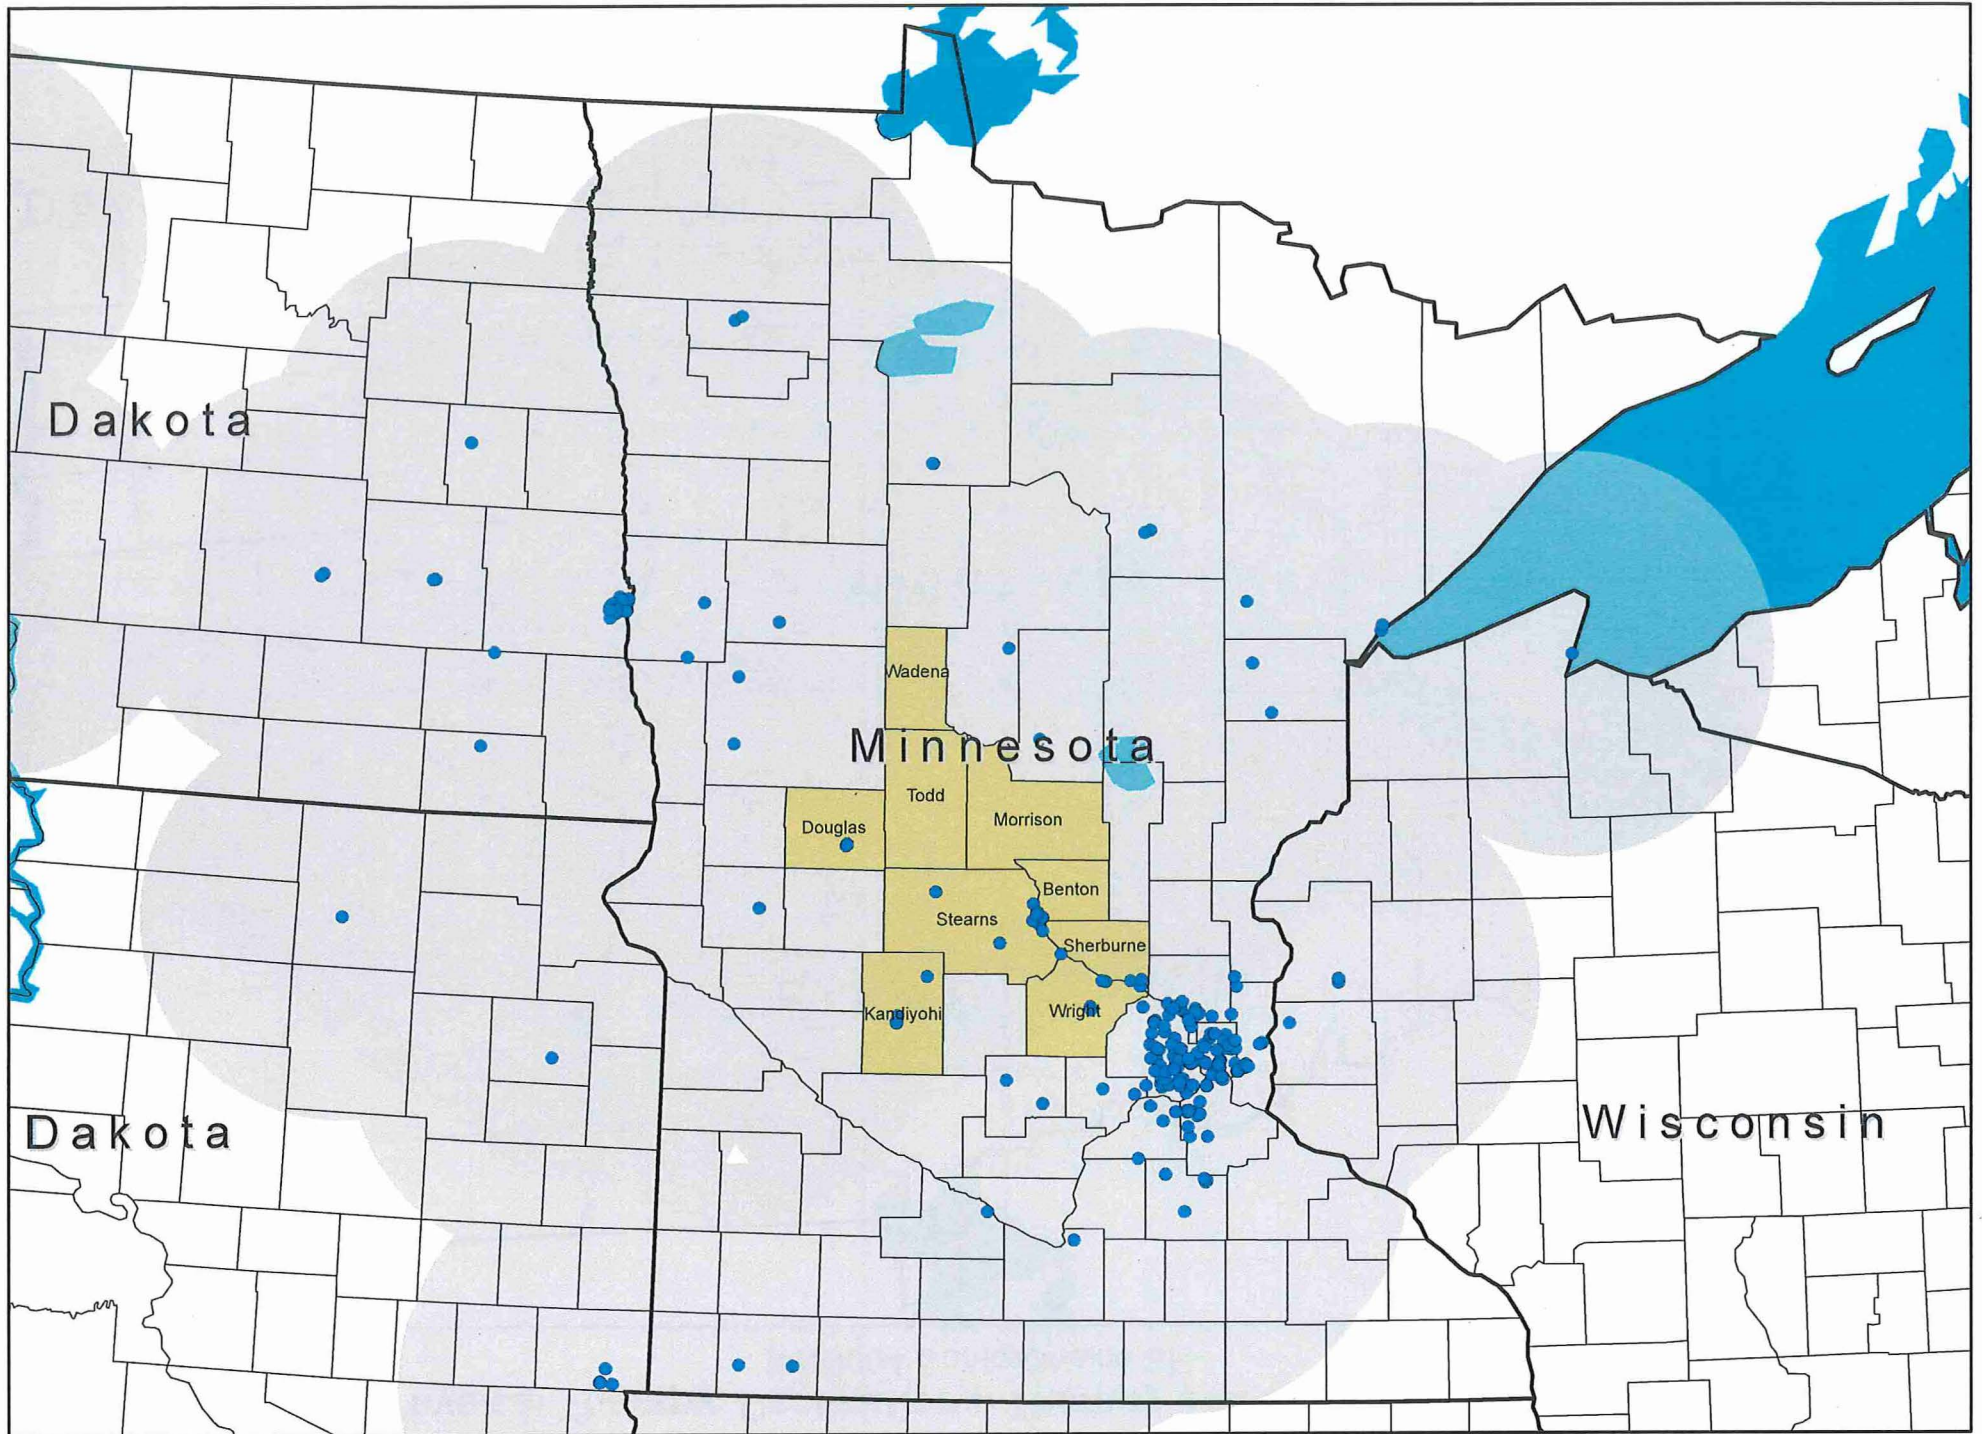 Dakota
Wadena
Minnesota
Todd
Douglas
Morrison
Benton
Stearns
Sherburne
Kandiyohi
Wright
Dakota
Wisconsin